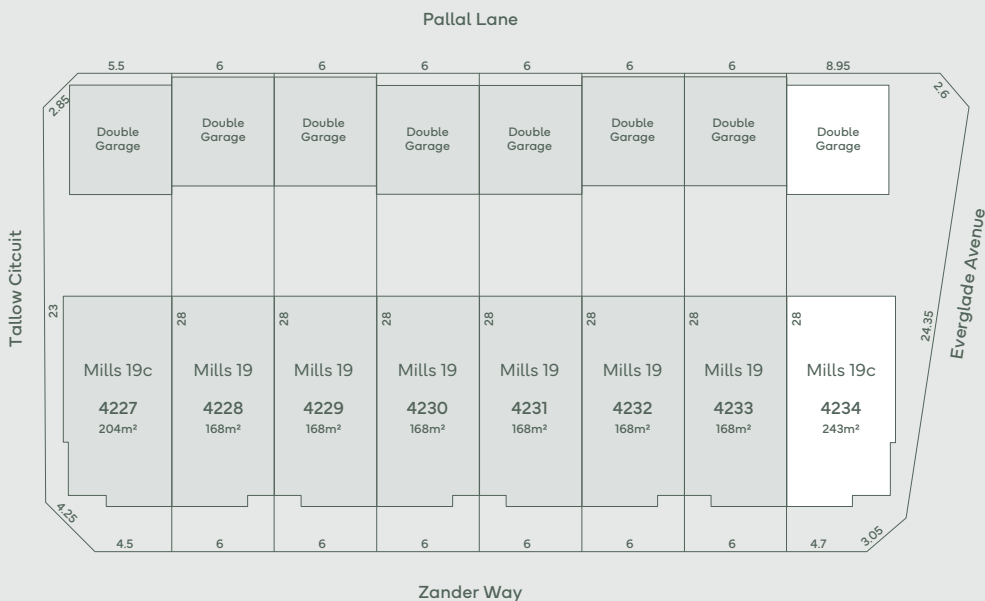 Pallal Lane
5.5 6 6 6 6 6 6 8.95
2.85
2.6
Double
Garage
Double
Garage
Double
Garage
Double
Garage
Double
Garage
Double
Garage
Double
Garage
Double
Garage
Tallow Citcuit
Everglade Avenue
23
28 28 28 28 28 28 28
24.35
Mills 19c
4227
204m²
Mills 19
4228
168m²
Mills 19
4229
168m²
Mills 19
4230
168m²
Mills 19
4231
168m²
Mills 19
4232
168m²
Mills 19
4233
168m²
Mills 19c
4234
243m²
4.25
3.05
4.5 6 6 6 6 6 6 4.7
Zander Way